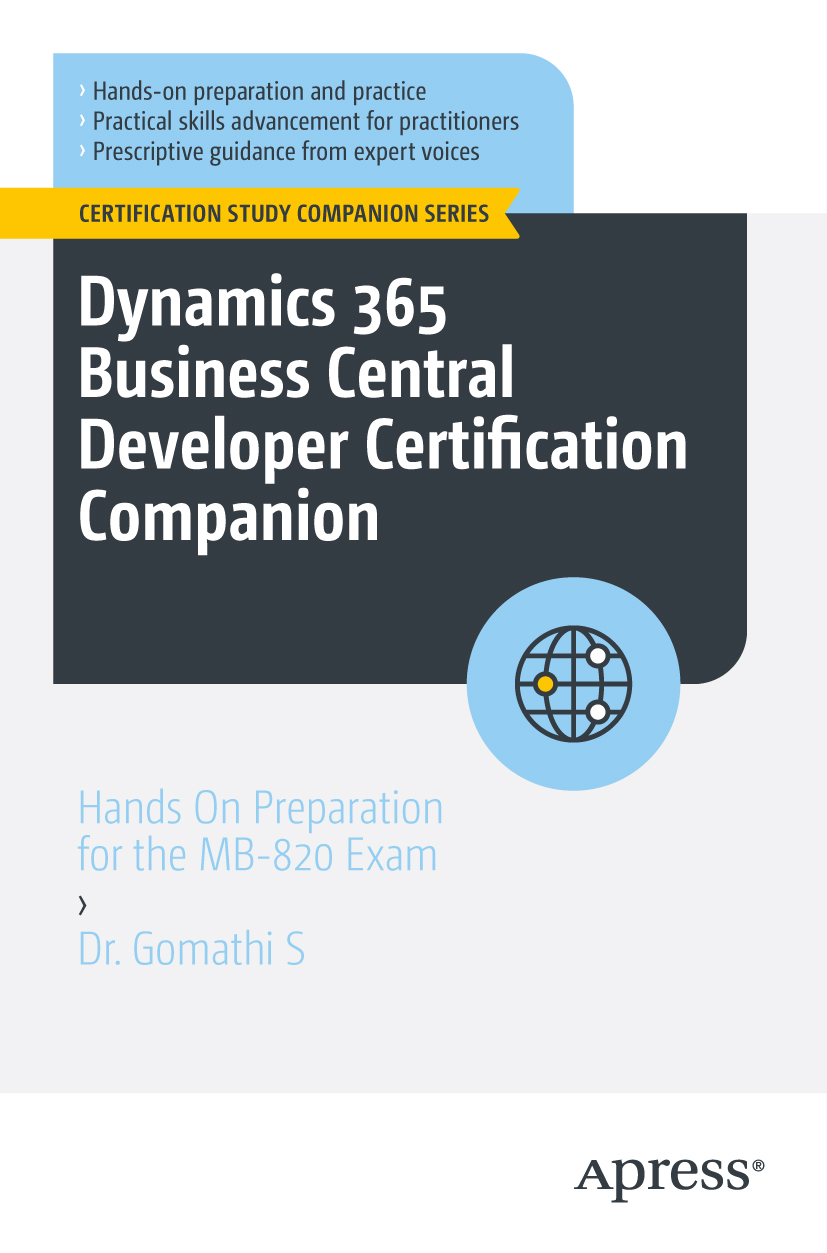 › Hands-on preparation and practice
› Practical skills advancement for practitioners
› Prescriptive guidance from expert voices
CERTIFICATION STUDY COMPANION SERIES
Dynamics 365
Business Central
Developer Certification
Companion
Hands On Preparation
for the MB-820 Exam
›
Dr. Gomathi S
Apress®